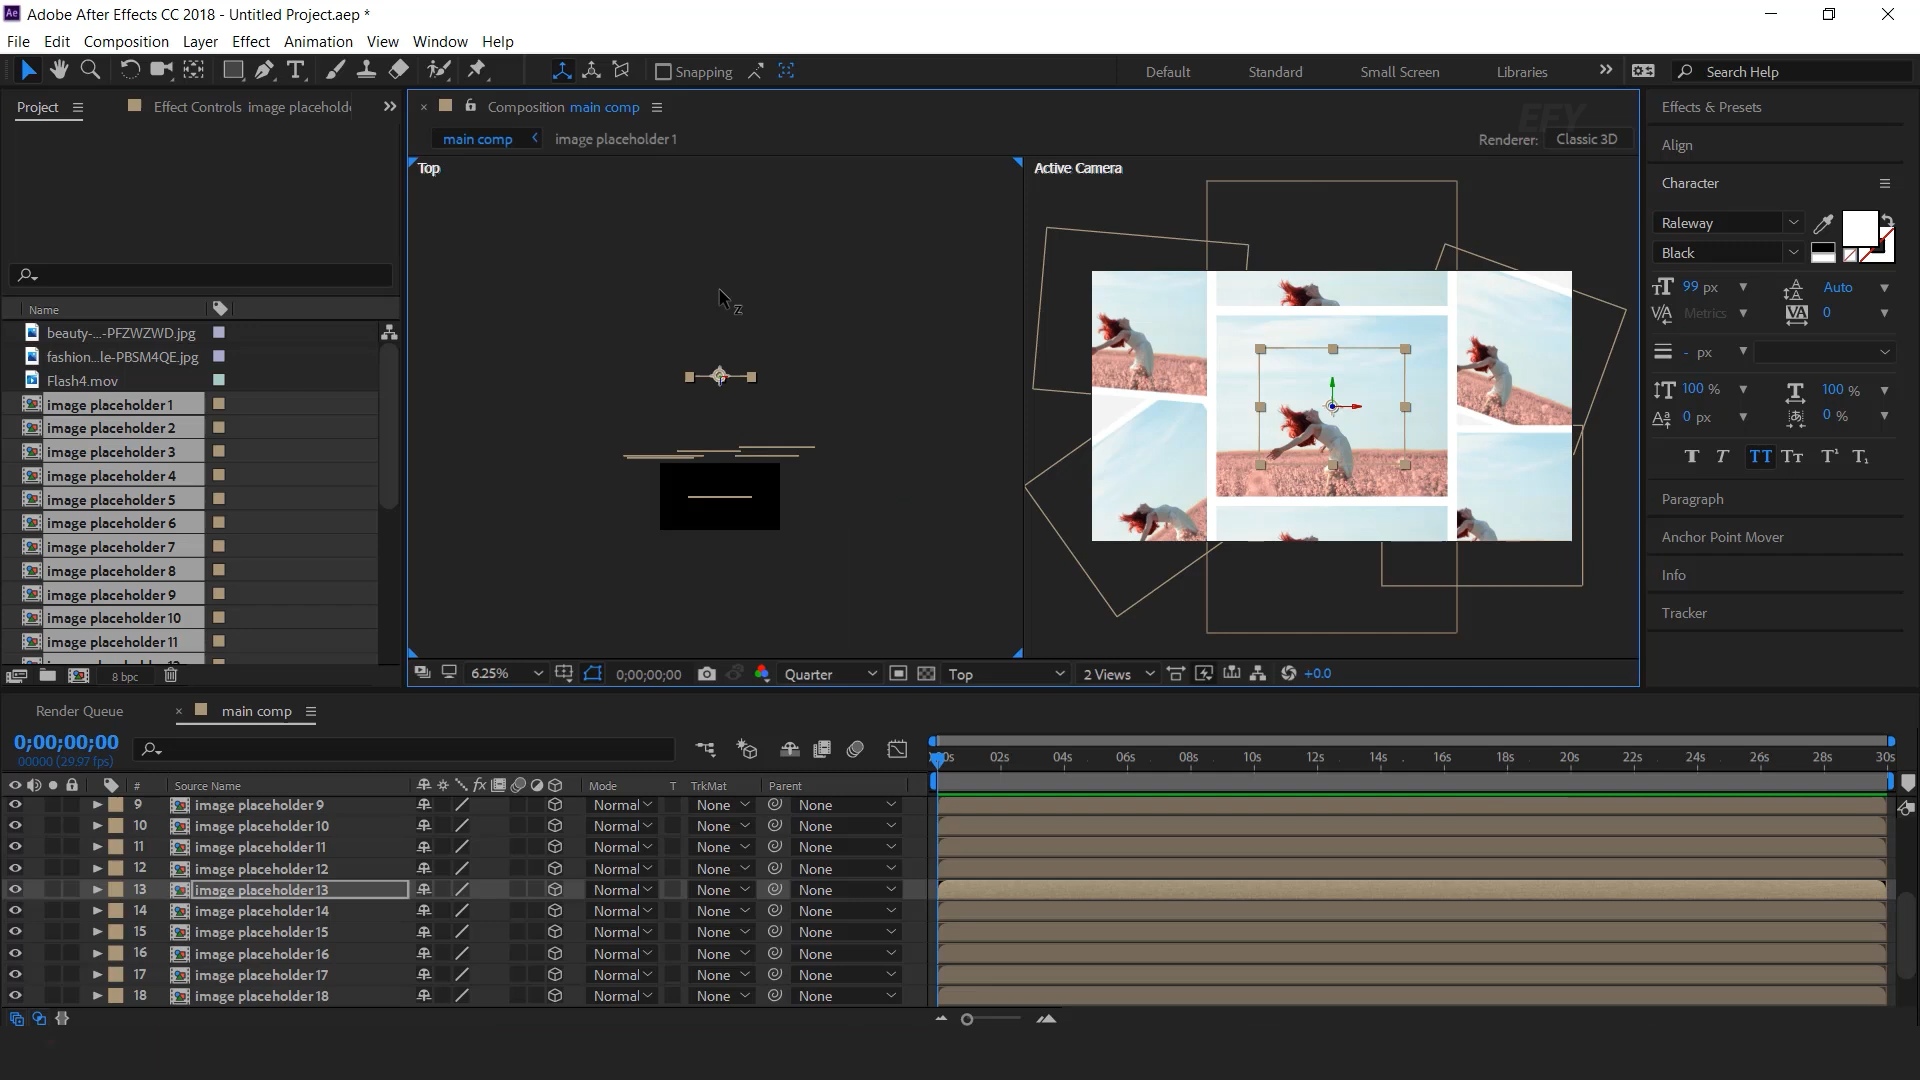 Ae Adobe After Effects CC 2018 - Untitled Project.aep *
File Edit Composition Layer Effect Animation View Window Help
Snapping Default Standard Small Screen Libraries Search Help
Project Effect Controls image placehold
Composition main comp
EFY
main comp image placeholder 1
Renderer: Classic 3D
Top
Active Camera
Name
beauty-...-PFZWZWD.jpg
fashion...le-PBSM4QE.jpg
Flash4.mov
image placeholder 1
image placeholder 2
image placeholder 3
image placeholder 4
image placeholder 5
image placeholder 6
image placeholder 7
image placeholder 8
image placeholder 9
image placeholder 10
image placeholder 11
8 bpc
z
6.25% 0;00;00;00 Quarter Top 2 Views +0.0
Effects & Presets
Align
Character
Raleway
Black
99 px Auto
Metrics 0
- px
100 % 100 %
0 px 0 %
T T TT Tt T¹ T₁
Paragraph
Anchor Point Mover
Info
Tracker
Render Queue main comp
0;00;00;00
00000 (29.97 fps)
# Source Name fx Mode T TrkMat Parent
02s 04s 06s 08s 10s 12s 14s 16s 18s 20s 22s 24s 26s 28s 30s
9 image placeholder 9 Normal None None
10 image placeholder 10 Normal None None
11 image placeholder 11 Normal None None
12 image placeholder 12 Normal None None
13 image placeholder 13 Normal None None
14 image placeholder 14 Normal None None
15 image placeholder 15 Normal None None
16 image placeholder 16 Normal None None
17 image placeholder 17 Normal None None
18 image placeholder 18 Normal None None